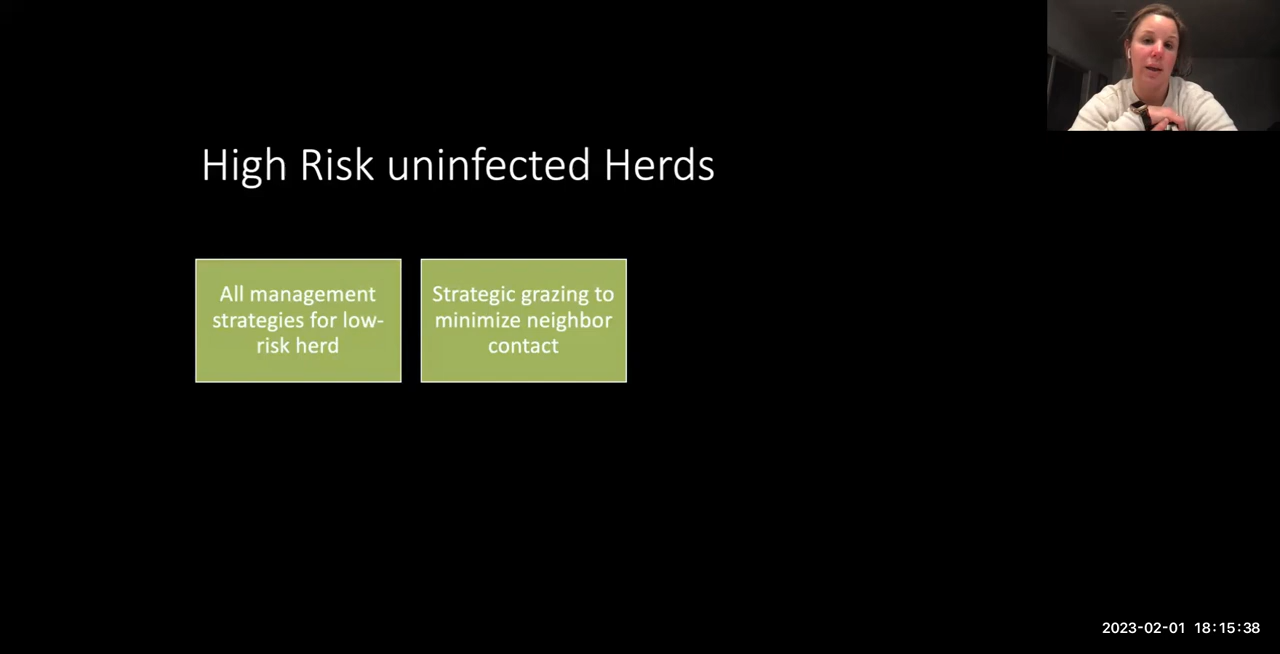 High Risk uninfected Herds
All management
strategies for low-
risk herd
Strategic grazing to
minimize neighbor
contact
2023-02-01 18:15:38